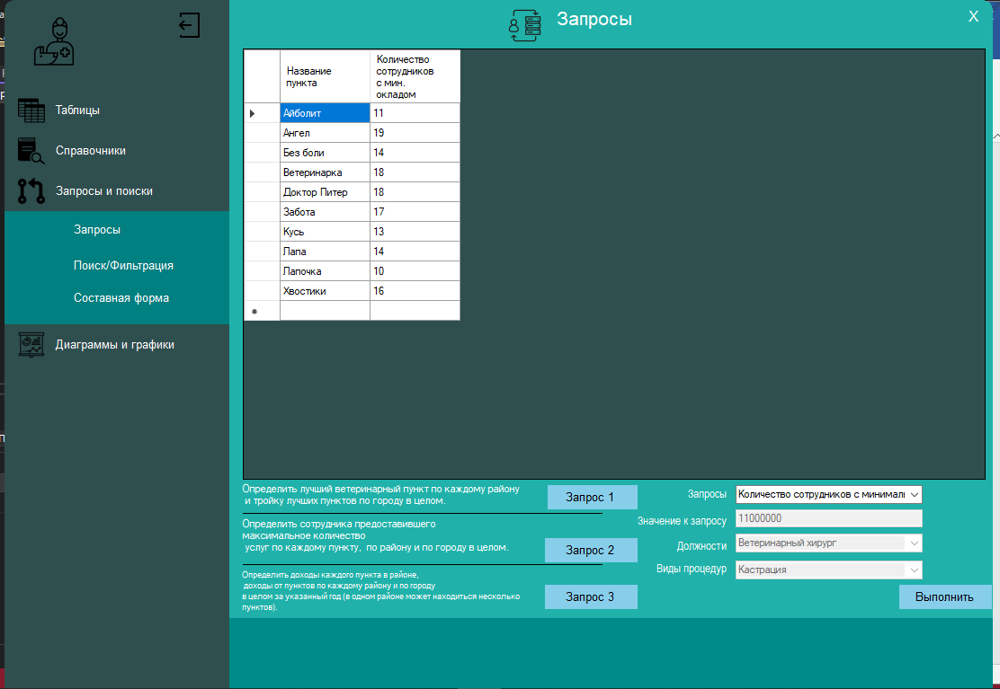 Запросы
X
Таблицы
Справочники
Запросы и поиски
Запросы
Поиск/Фильтрация
Составная форма
Диаграммы и графики
Название
пункта
Количество
сотрудников
с мин.
окладом
Айболит 11
Ангел 19
Без боли 14
Ветеринарка 18
Доктор Питер 18
Забота 17
Кусь 13
Лапа 14
Лапочка 10
Хвостики 16
Определить лучший ветеринарный пункт по каждому району
и тройку лучших пунктов по городу в целом.
Запрос 1
Определить сотрудника предоставившего
максимальное количество
услуг по каждому пункту, по району и по городу в целом.
Запрос 2
Определить доходы каждого пункта в районе,
доходы от пунктов по каждому району и по городу
в целом за указанный год (в одном районе может находиться несколько
пунктов).
Запрос 3
Запросы Количество сотрудников с минимал
Значение к запросу 11000000
Должности Ветеринарный хирург
Виды процедур Кастрация
Выполнить